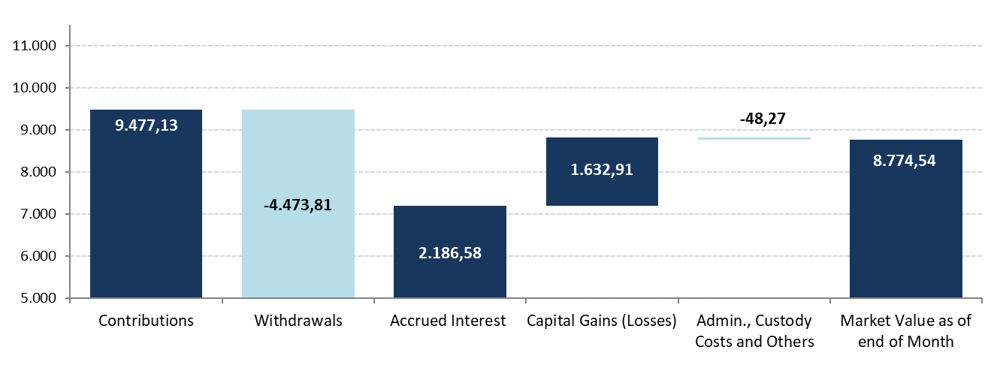 11.000
10.000
9.000
8.000
7.000
6.000
5.000
9.477,13
-4.473,81
2.186,58
1.632,91
-48,27
8.774,54
Contributions
Withdrawals
Accrued Interest
Capital Gains (Losses)
Admin., Custody
Costs and Others
Market Value as of
end of Month